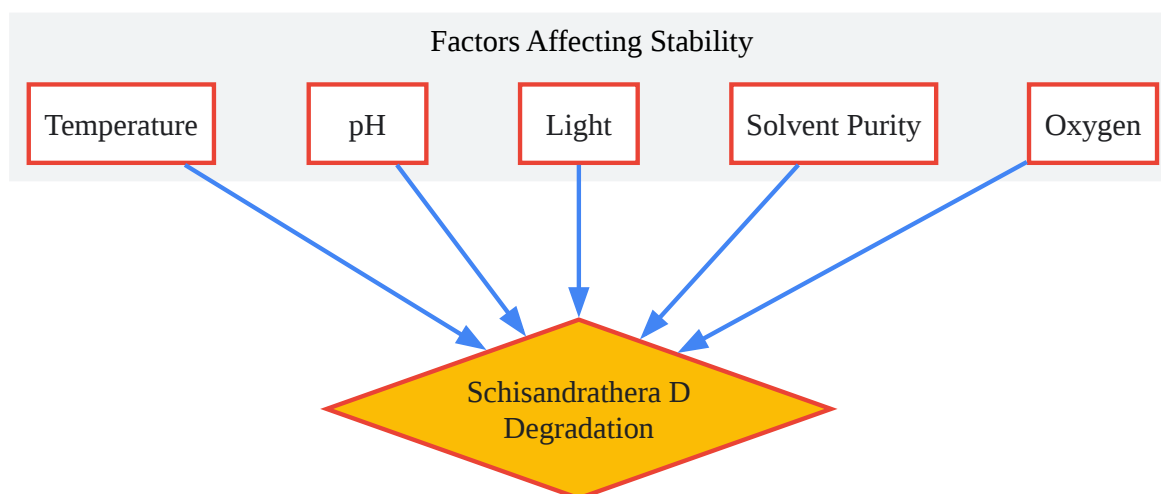 Factors Affecting Stability
Temperature
pH
Light
Solvent Purity
Oxygen
Schisandrathera D
Degradation